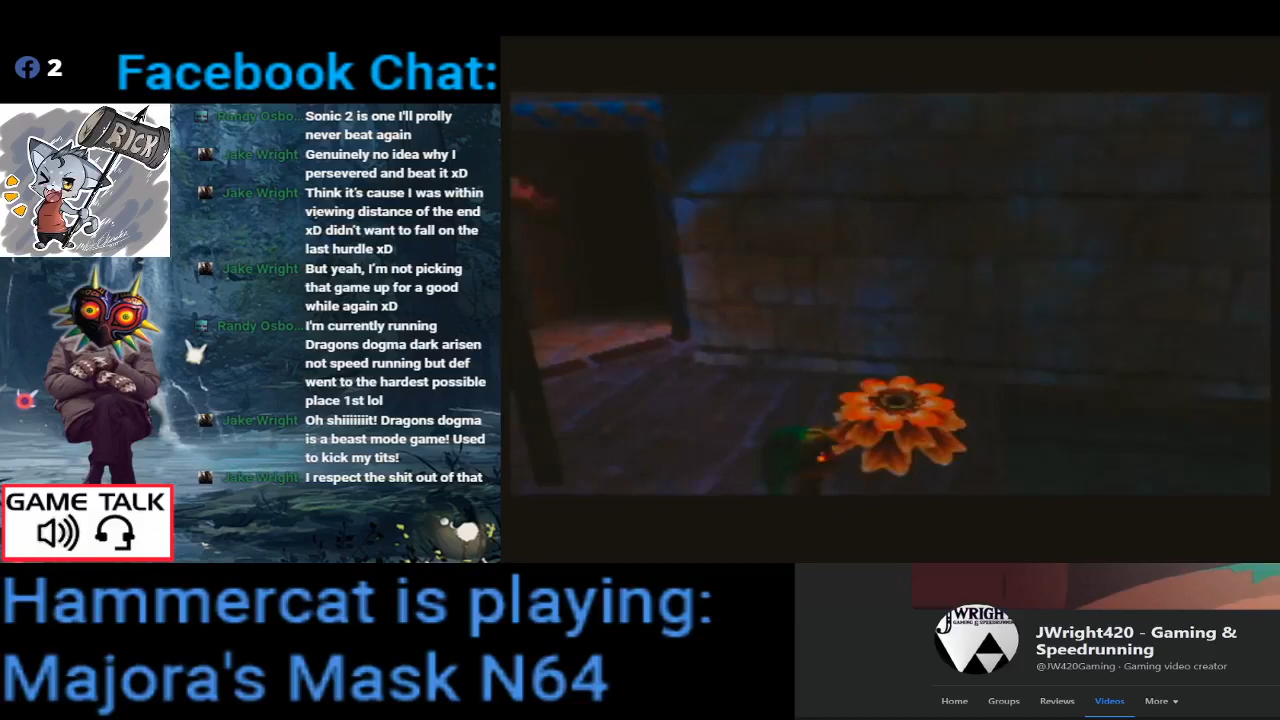 2
Facebook Chat:
RICK
Randy Osbo... Sonic 2 is one I'll prolly
never beat again
Jake Wright Genuinely no idea why I
persevered and beat it xD
Jake Wright Think it's cause I was within
viewing distance of the end
xD didn't want to fall on the
last hurdle xD
Jake Wright But yeah, I'm not picking
that game up for a good
while again xD
Randy Osbo... I'm currently running
Dragons dogma dark arisen
not speed running but def
went to the hardest possible
place 1st lol
Jake Wright Oh shiiiiiiit! Dragons dogma
is a beast mode game! Used
to kick my tits!
Jake Wright I respect the shit out of that
GAME TALK
Hammercat is playing:
Majora's Mask N64
JWRIGHT
GAMING & SPEEDRUNNING
JWright420 - Gaming &
Speedrunning
@JW420Gaming · Gaming video creator
Home Groups Reviews Videos More